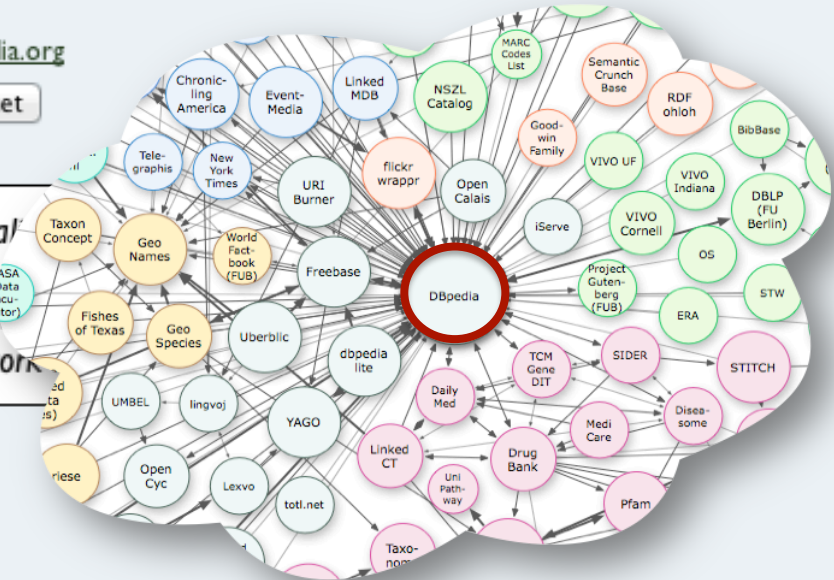 dia.org
et
MARC
Codes
List
Chronic-
ling
America
Event-
Media
Linked
MDB
NSZL
Catalog
Semantic
Crunch
Base
RDF
ohloh
Good-
win
Family
BibBase
Tele-
graphis
New
York
Times
flickr
wrappr
Open
Calais
VIVO UF
VIVO
Indiana
DBLP
(FU
Berlin)
URI
Burner
iServe
VIVO
Cornell
Taxon
Concept
Geo
Names
World
Fact-
book
(FUB)
Freebase
OS
DBpedia
Project
Guten-
berg
(FUB)
STW
ERA
Fishes
of Texas
Geo
Species
Uberblic
dbpedia
lite
TCM
Gene
DIT
SIDER
STITCH
UMBEL
lingvoj
YAGO
Daily
Med
Medi
Care
Disea-
some
Linked
CT
Drug
Bank
Open
Cyc
Lexvo
totl.net
Uni
Path-
way
Pfam
riese
Taxo-
nom